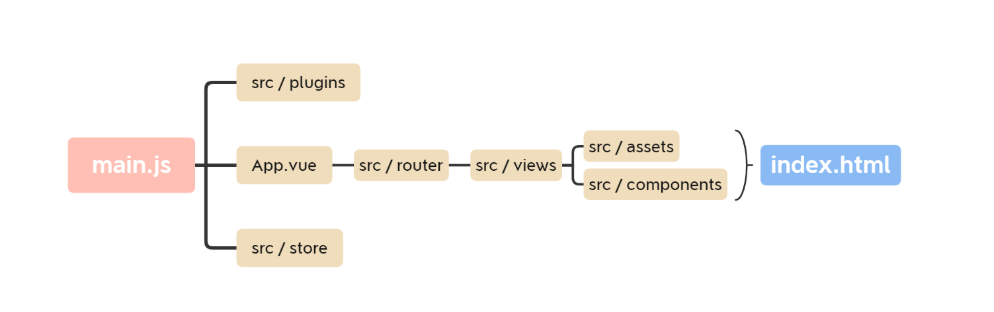 main.js
src / plugins
App.vue
src / router
src / views
src / assets
src / components
src / store
index.html